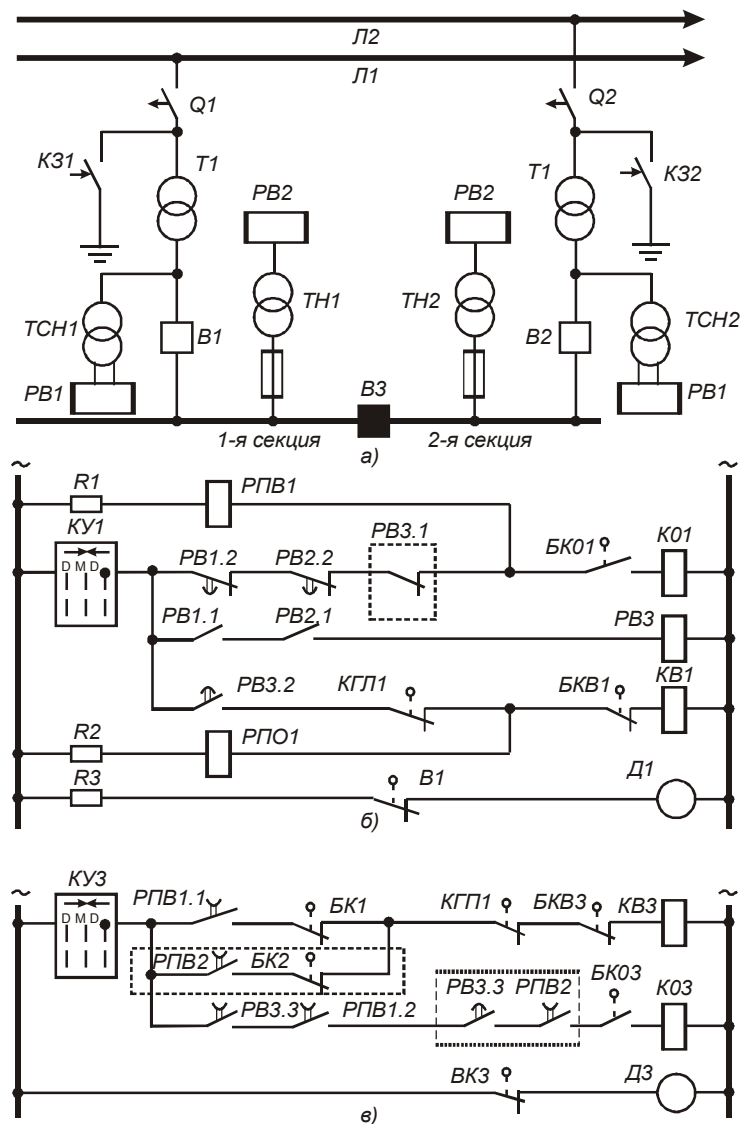 Л2
Л1
Q1 Q2
КЗ1 Т1 РВ2 РВ2 Т1 КЗ2
ТСН1 В1 ТН1 ТН2 В2 ТСН2
РВ1 В3 РВ1
1-я секция 2-я секция
а)
~ ~
R1 РПВ1
КУ1 РВ1.2 РВ2.2 РВ3.1 БК01 К01
D M D
РВ1.1 РВ2.1 РВ3
РВ3.2 КГЛ1 БКВ1 КВ1
R2 РПО1
R3 В1 Д1
б)
~ ~
КУ3 РПВ1.1 БК1 КГП1 БКВ3 КВ3
D M D
РПВ2 БК2
РВ3.3 РПВ1.2 РВ3.3 РПВ2 БК03 К03
ВК3 Д3
в)